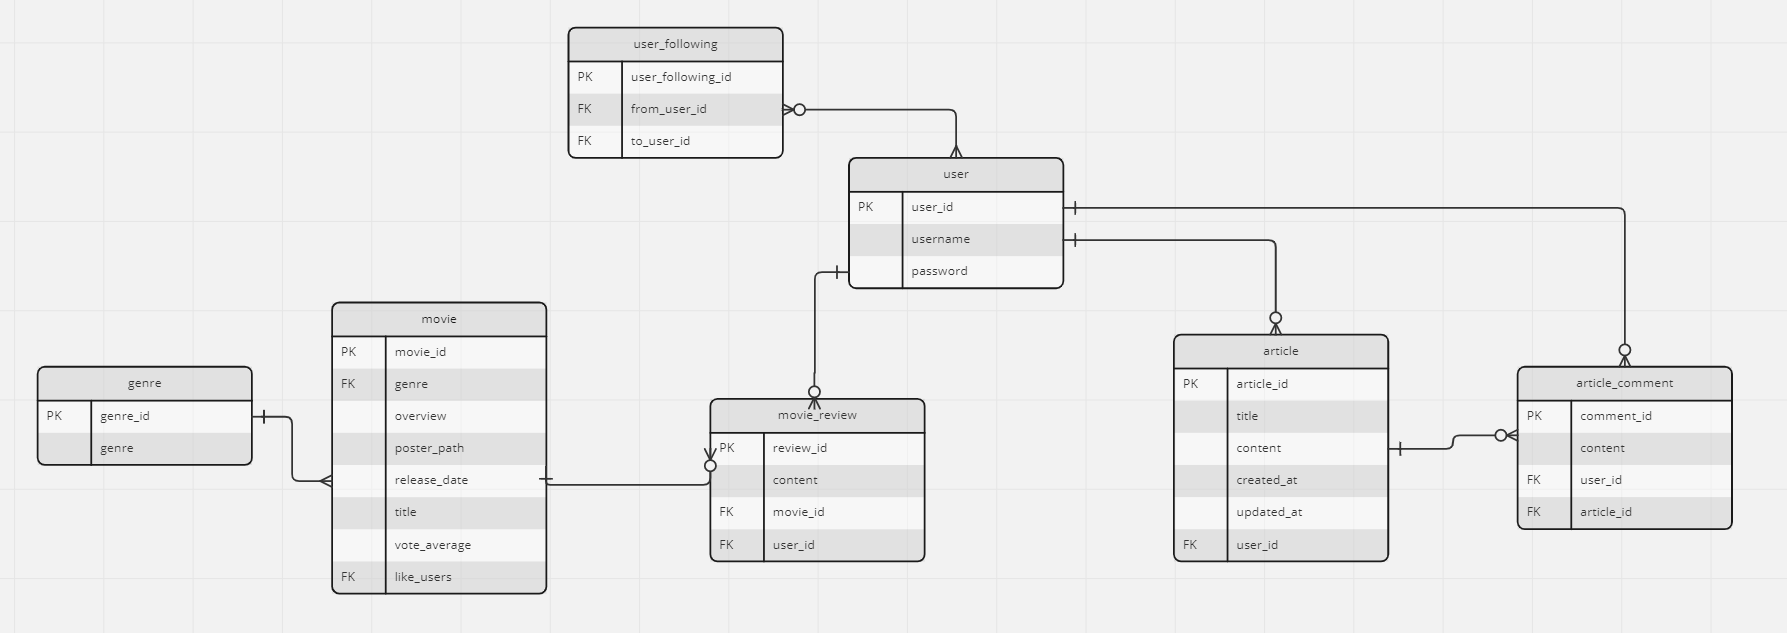 user_following
PK user_following_id
FK from_user_id
FK to_user_id
user
PK user_id
username
password
movie
PK movie_id
FK genre
overview
poster_path
release_date
title
vote_average
FK like_users
genre
PK genre_id
genre
movie_review
PK review_id
content
FK movie_id
FK user_id
article
PK article_id
title
content
created_at
updated_at
FK user_id
article_comment
PK comment_id
content
FK user_id
FK article_id